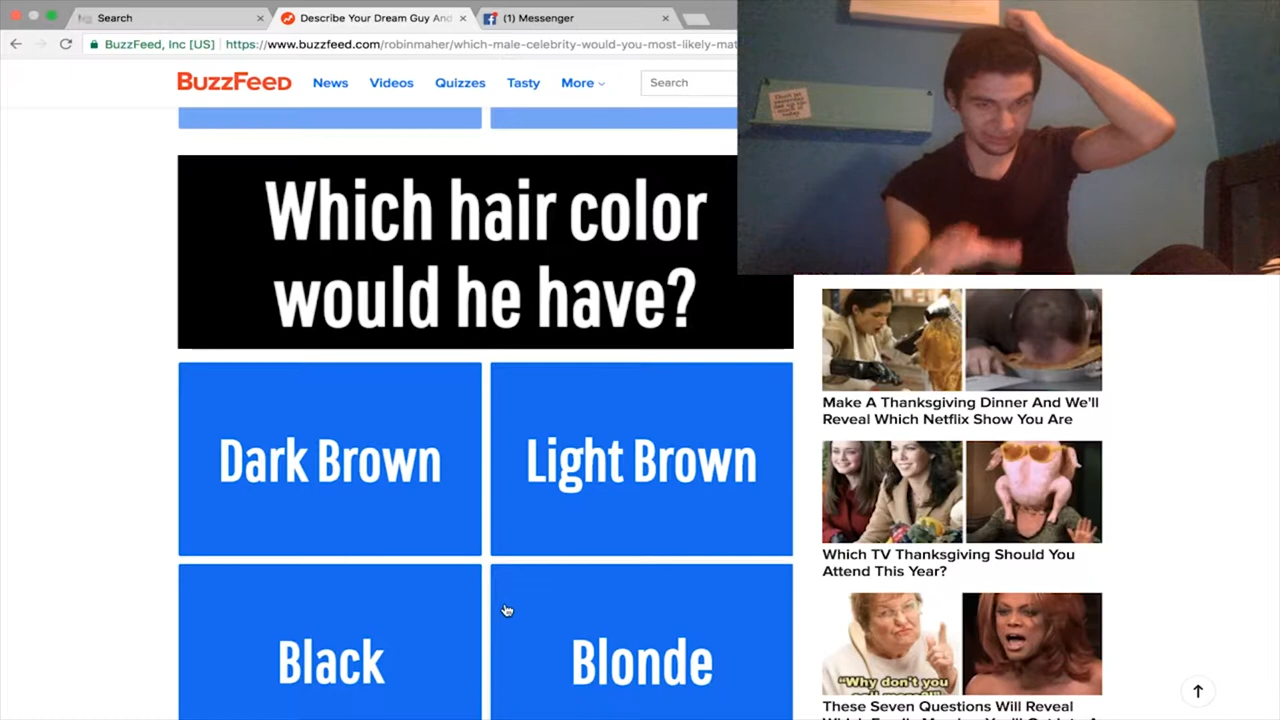 Search
Describe Your Dream Guy And
(1) Messenger
BuzzFeed, Inc [US]
https://www.buzzfeed.com/robinmaher/which-male-celebrity-would-you-most-likely-mat
BuzzFeed
News
Videos
Quizzes
Tasty
More
Search
Which hair color
would he have?
Dark Brown
Light Brown
Black
Blonde
Make A Thanksgiving Dinner And We'll
Reveal Which Netflix Show You Are
Which TV Thanksgiving Should You
Attend This Year?
"Why don't you
These Seven Questions Will Reveal